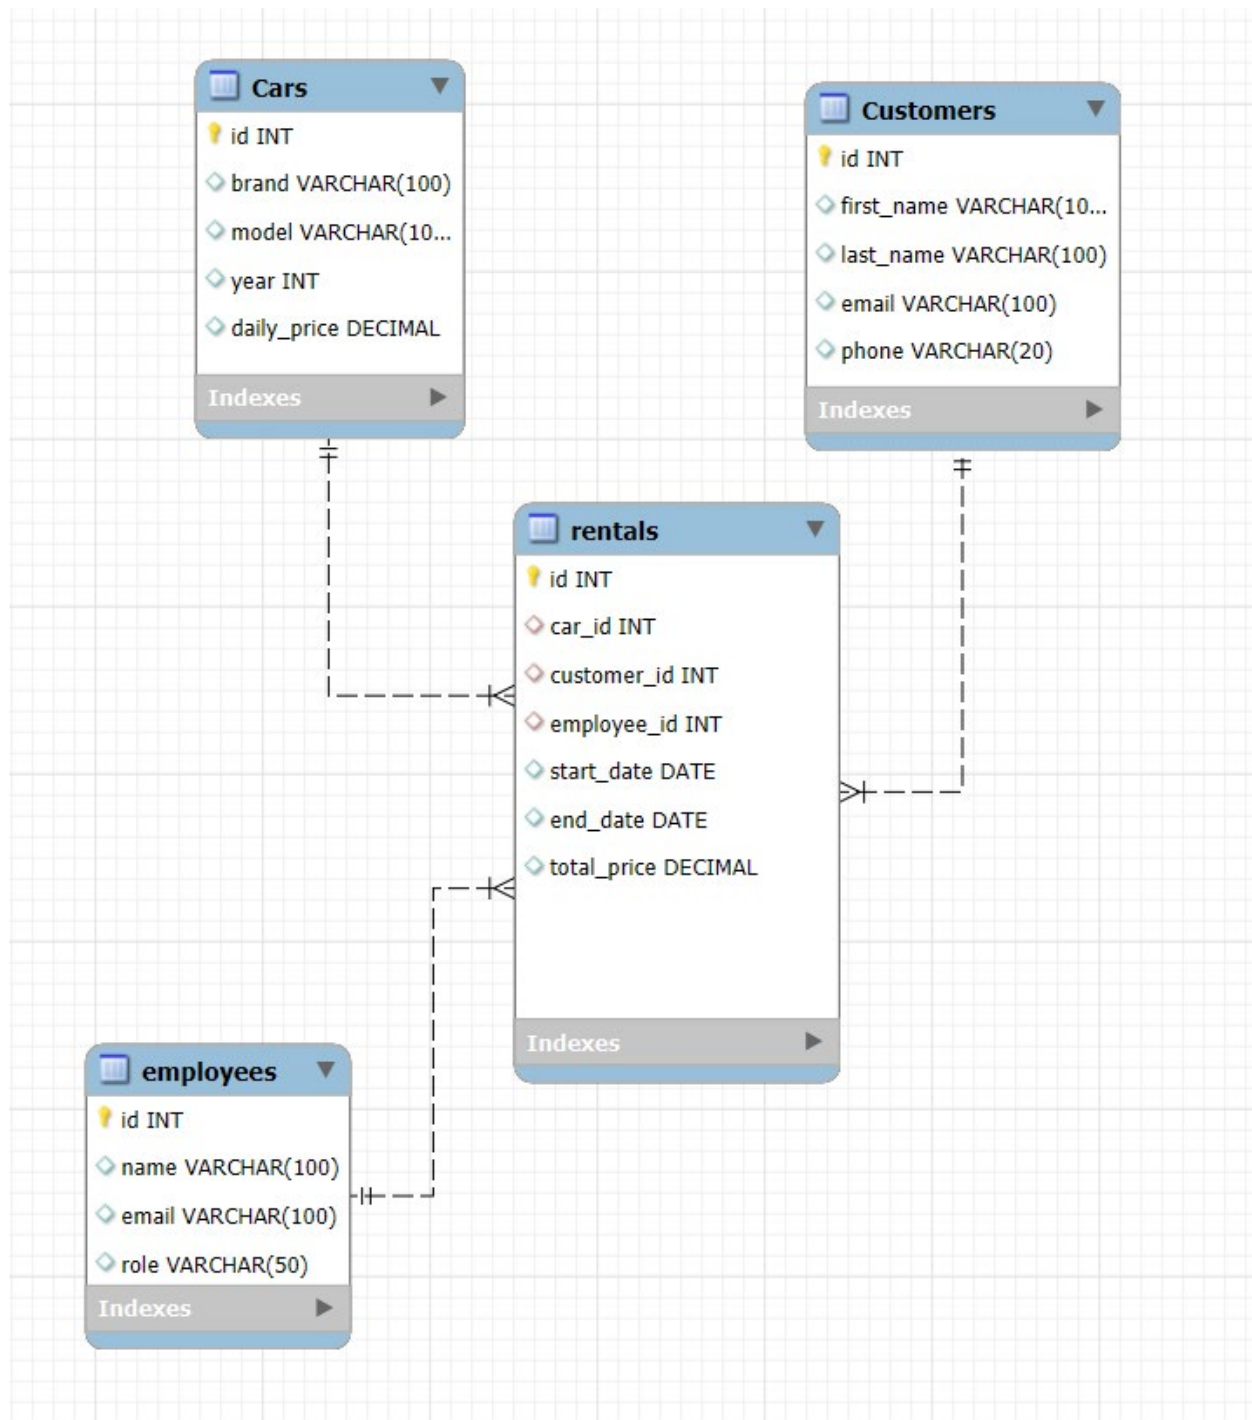 Cars
id INT
brand VARCHAR(100)
model VARCHAR(10...
year INT
daily_price DECIMAL
Indexes
Customers
id INT
first_name VARCHAR(10...
last_name VARCHAR(100)
email VARCHAR(100)
phone VARCHAR(20)
Indexes
rentals
id INT
car_id INT
customer_id INT
employee_id INT
start_date DATE
end_date DATE
total_price DECIMAL
Indexes
employees
id INT
name VARCHAR(100)
email VARCHAR(100)
role VARCHAR(50)
Indexes